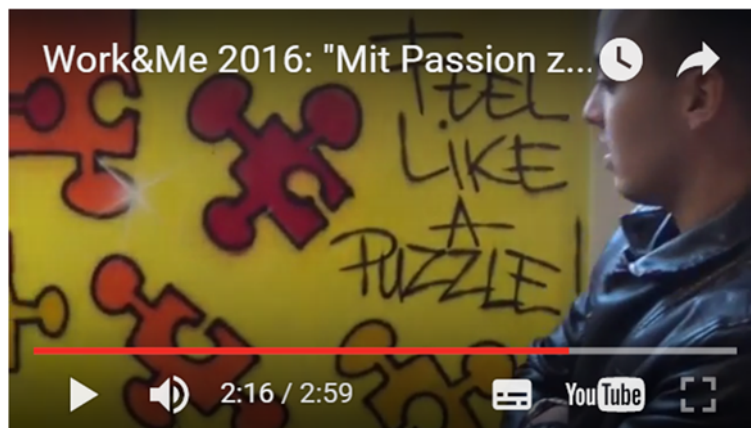 Work&Me 2016: "Mit Passion z...
I FEEL
LIKE
A
PUZZLE!
2:16 / 2:59
YouTube